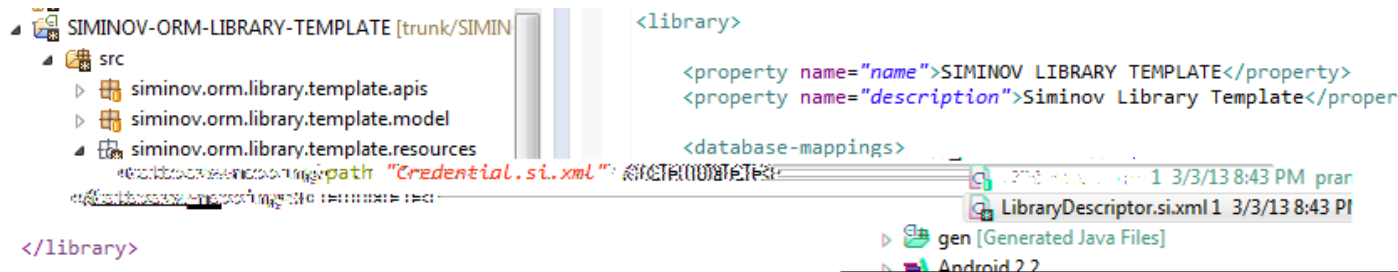 SIMINOV-ORM-LIBRARY-TEMPLATE [trunk/SIMIN
src
siminov.orm.library.template.apis
siminov.orm.library.template.model
siminov.orm.library.template.resources
<library>
<property name="name">SIMINOV LIBRARY TEMPLATE</property>
<property name="description">Siminov Library Template</proper
<database-mappings>
path "Credential.si.xml"
1 3/3/13 8:43 PM pran
LibraryDescriptor.si.xml 1 3/3/13 8:43 PM
</library>
gen [Generated Java Files]
Android 2.2